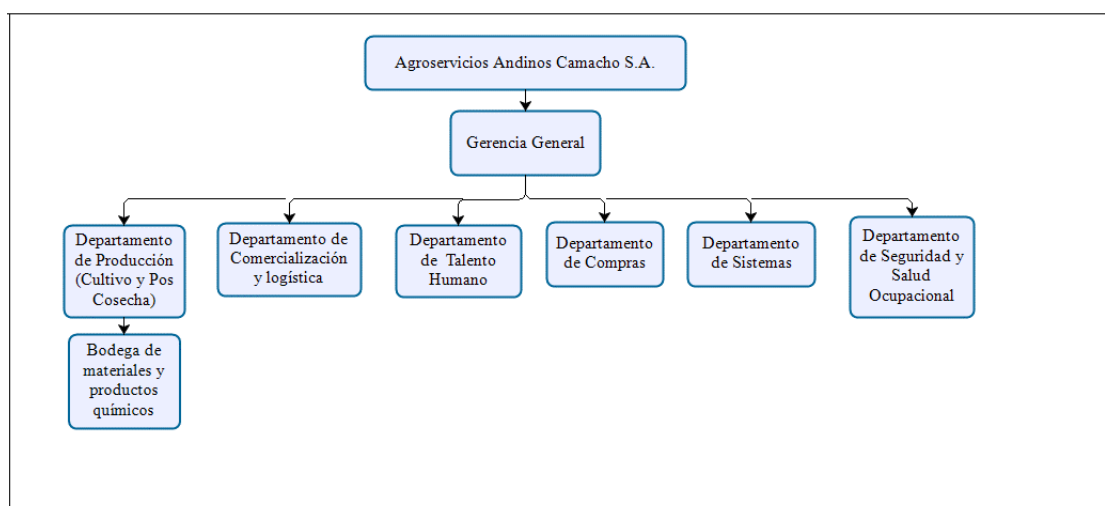 Agroservicios Andinos Camacho S.A.
Gerencia General
Departamento
de Producción
(Cultivo y Pos
Cosecha)
Departamento de
Comercialización
y logística
Departamento
de Talento
Humano
Departamento
de Compras
Departamento
de Sistemas
Departamento
de Seguridad y
Salud
Ocupacional
Bodega de
materiales y
productos
químicos